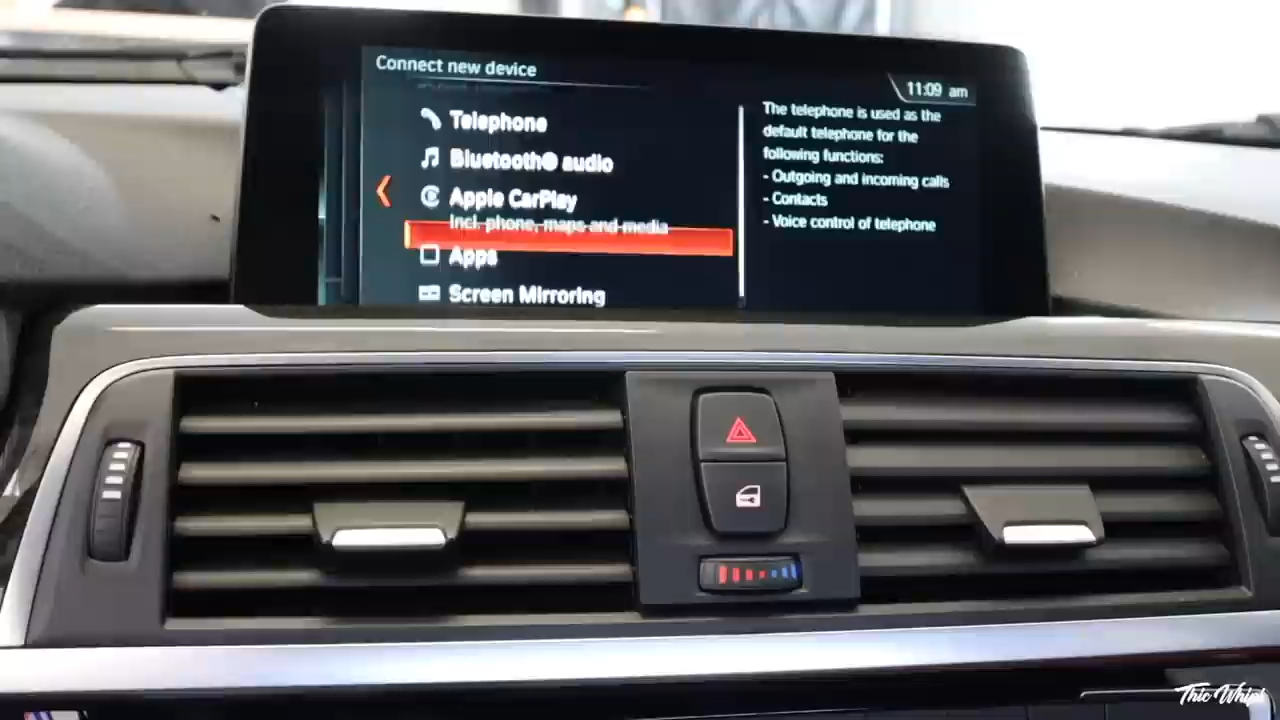 Connect new device
11:09 am
Telephone
Bluetooth® audio
Apple CarPlay
Incl. phone, maps and media
Apps
Screen Mirroring
The telephone is used as the
default telephone for the
following functions:
- Outgoing and incoming calls
- Contacts
- Voice control of telephone
Thic Whipz